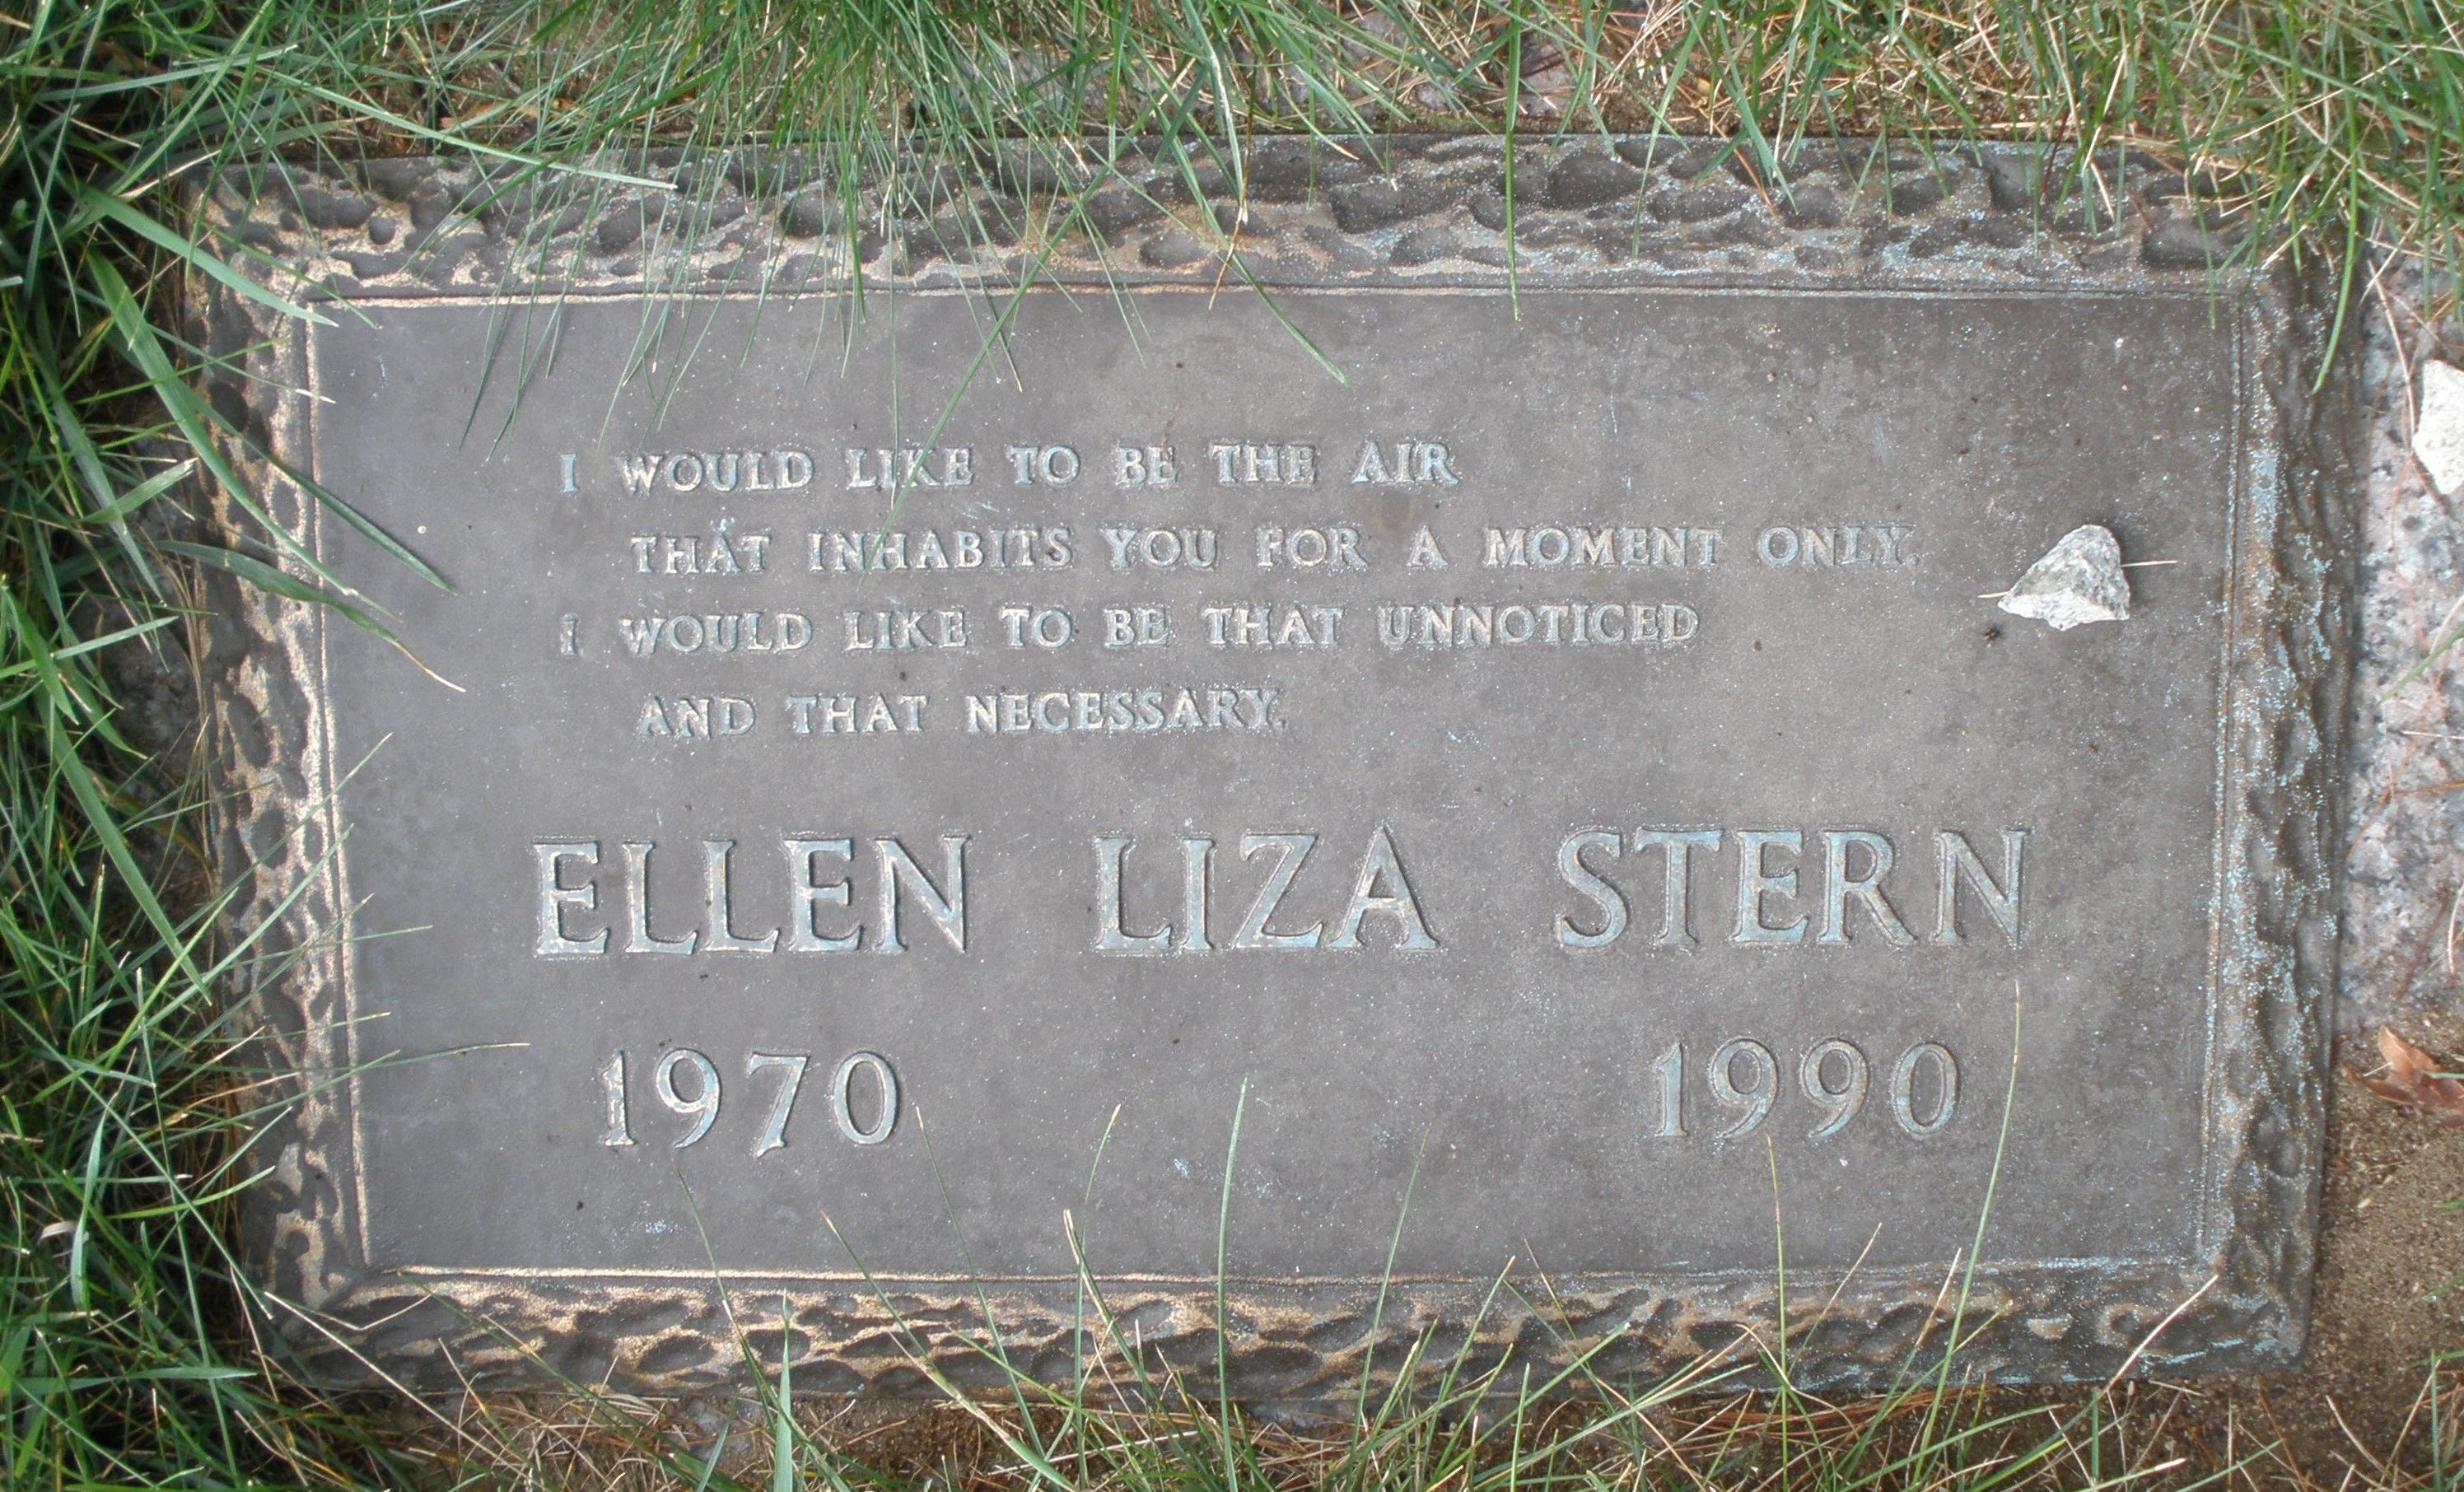 I WOULD LIKE TO BE THE AIR
THAT INHABITS YOU FOR A MOMENT ONLY.
I WOULD LIKE TO BE THAT UNNOTICED
AND THAT NECESSARY.
ELLEN LIZA STERN
1970 1990